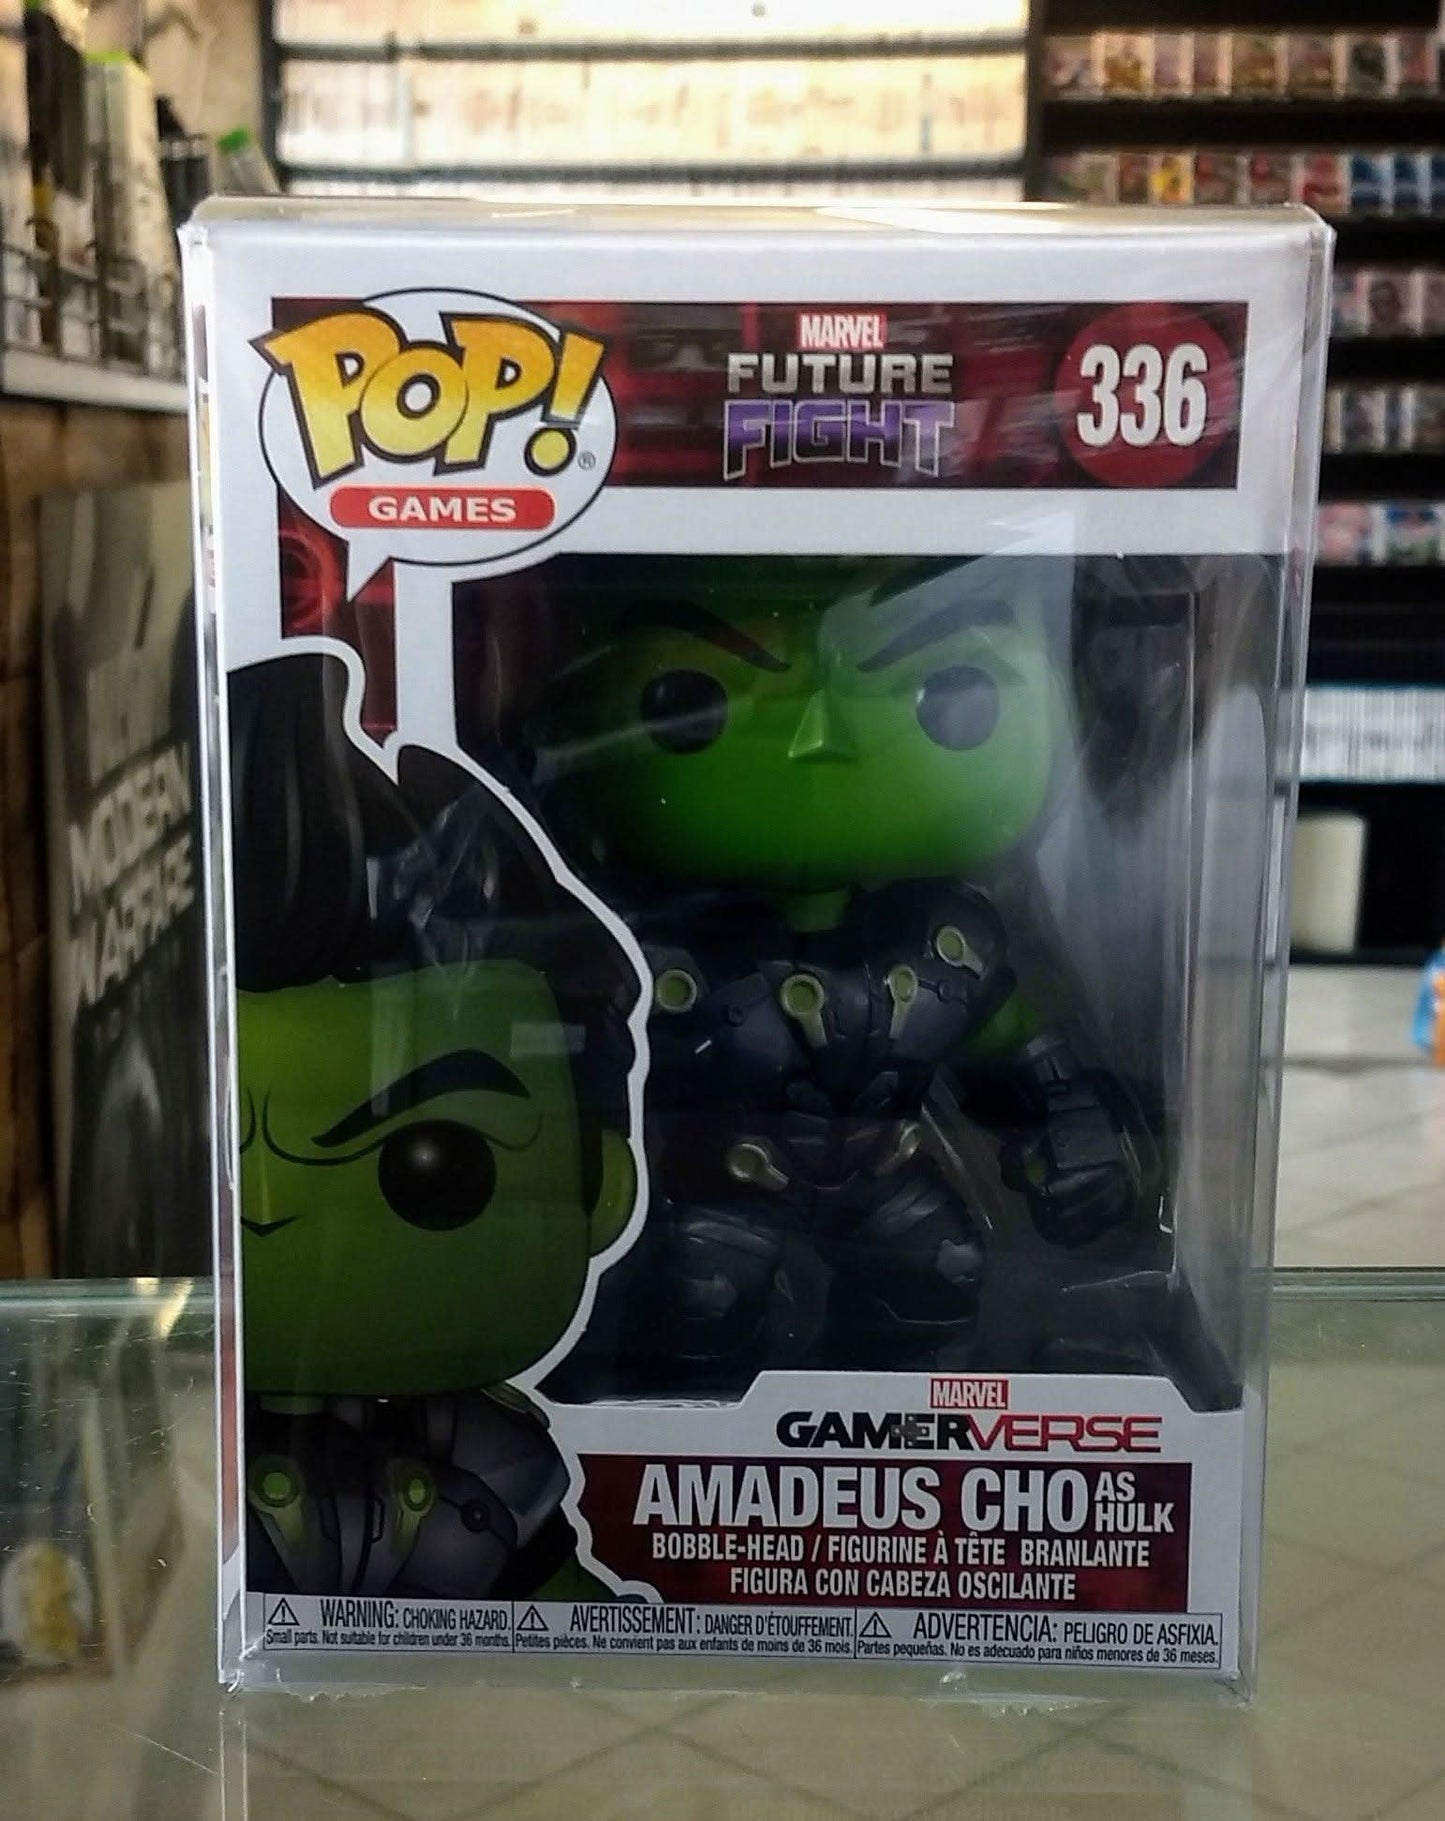 POP!®
GAMES
MARVEL
FUTURE
FIGHT
336
MODERN
WARFARE
MARVEL
GAMERVERSE
AMADEUS CHO AS HULK
BOBBLE-HEAD / FIGURINE À TÊTE BRANLANTE
FIGURA CON CABEZA OSCILANTE
WARNING: CHOKING HAZARD.
Small parts. Not suitable for children under 36 months.
AVERTISSEMENT: DANGER D'ÉTOUFFEMENT.
Petites pièces. Ne convient pas aux enfants de moins de 36 mois.
ADVERTENCIA: PELIGRO DE ASFIXIA.
Partes pequeñas. No es adecuado para niños menores de 36 meses.